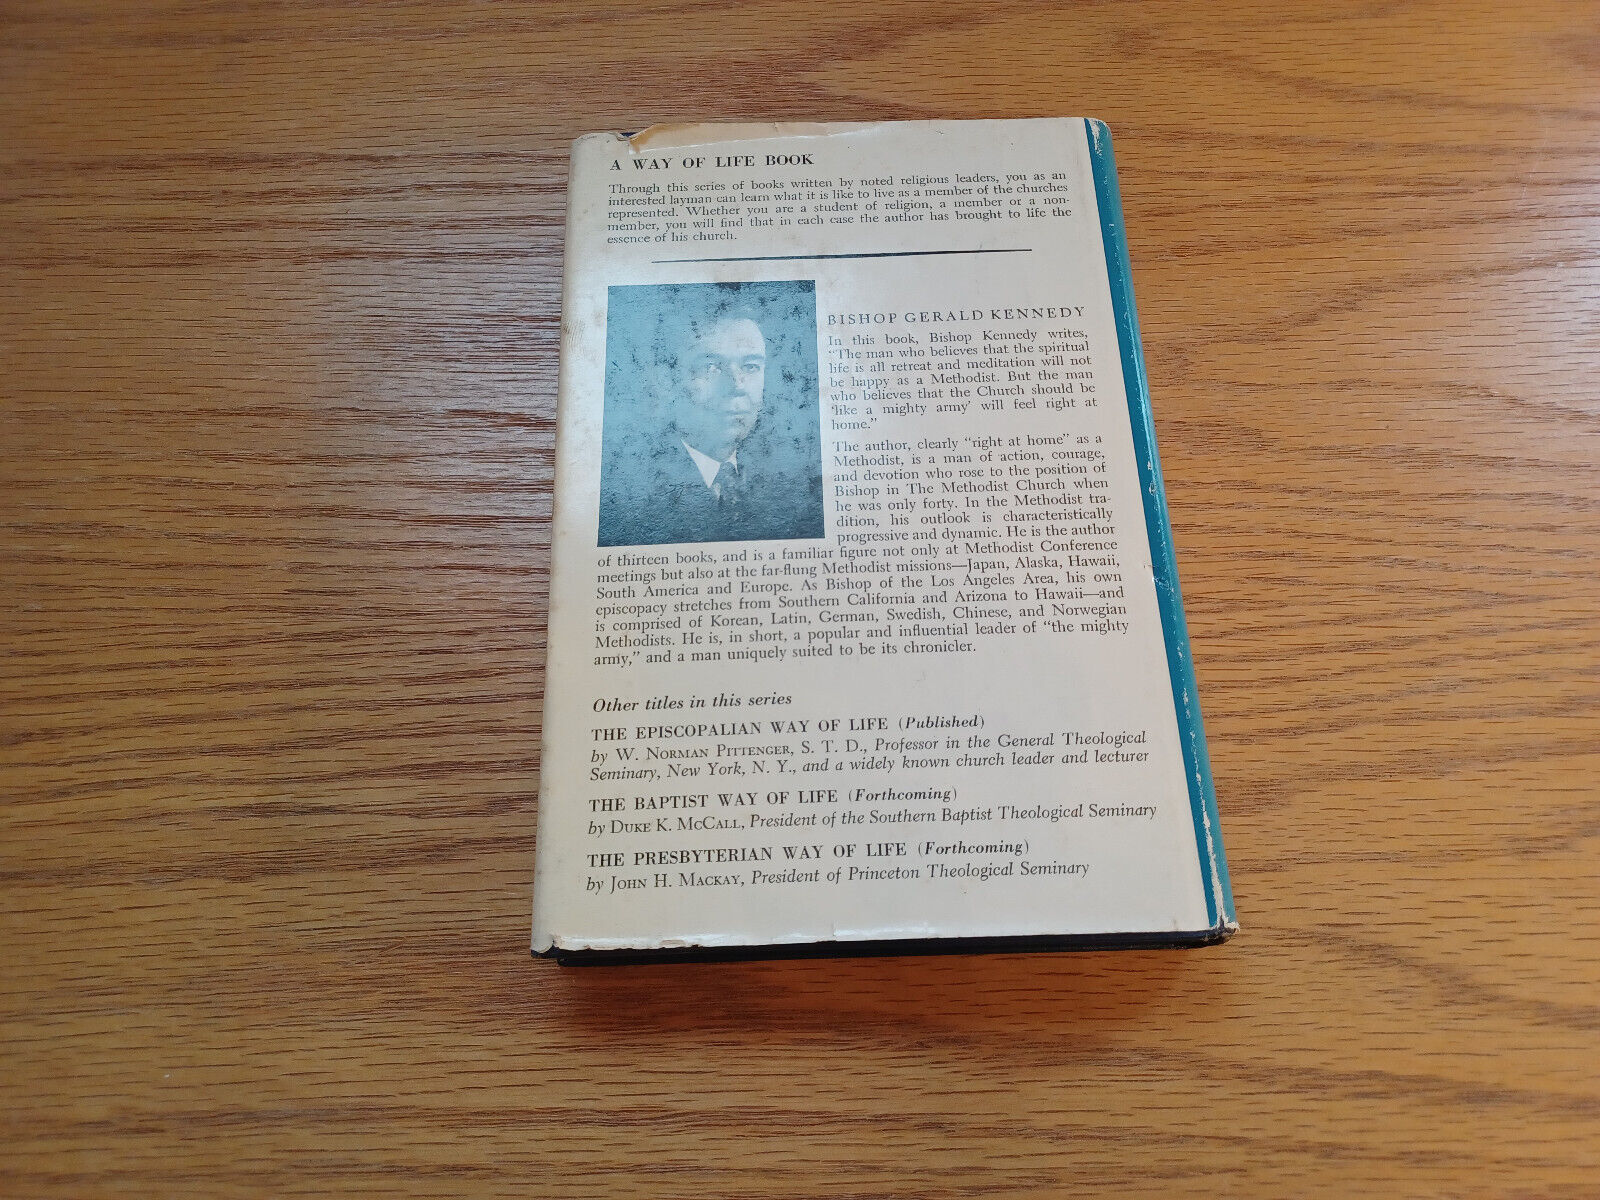 A WAY OF LIFE BOOK
Through this series of books written by noted religious leaders, you as an
interested layman can learn what it is like to live as a member of the churches
represented. Whether you are a student of religion, a member or a non-
member, you will find that in each case the author has brought to life the
essence of his church.
BISHOP GERALD KENNEDY
In this book, Bishop Kennedy writes,
"The man who believes that the spiritual
life is all retreat and meditation will not
be happy as a Methodist. But the man
who believes that the Church should be
'like a mighty army' will feel right at
home."
The author, clearly "right at home" as a
Methodist, is a man of action, courage,
and devotion who rose to the position of
Bishop in The Methodist Church when
he was only forty. In the Methodist tra-
dition, his outlook is characteristically
progressive and dynamic. He is the author
of thirteen books, and is a familiar figure not only at Methodist Conference
meetings but also at the far-flung Methodist missions—Japan, Alaska, Hawaii,
South America and Europe. As Bishop of the Los Angeles Area, his own
episcopacy stretches from Southern California and Arizona to Hawaii—and
is comprised of Korean, Latin, German, Swedish, Chinese, and Norwegian
Methodists. He is, in short, a popular and influential leader of "the mighty
army," and a man uniquely suited to be its chronicler.
Other titles in this series
THE EPISCOPALIAN WAY OF LIFE (Published)
by W. NORMAN PITTENGER, S. T. D., Professor in the General Theological
Seminary, New York, N. Y., and a widely known church leader and lecturer
THE BAPTIST WAY OF LIFE (Forthcoming)
by DUKE K. MCCALL, President of the Southern Baptist Theological Seminary
THE PRESBYTERIAN WAY OF LIFE (Forthcoming)
by JOHN H. MACKAY, President of Princeton Theological Seminary